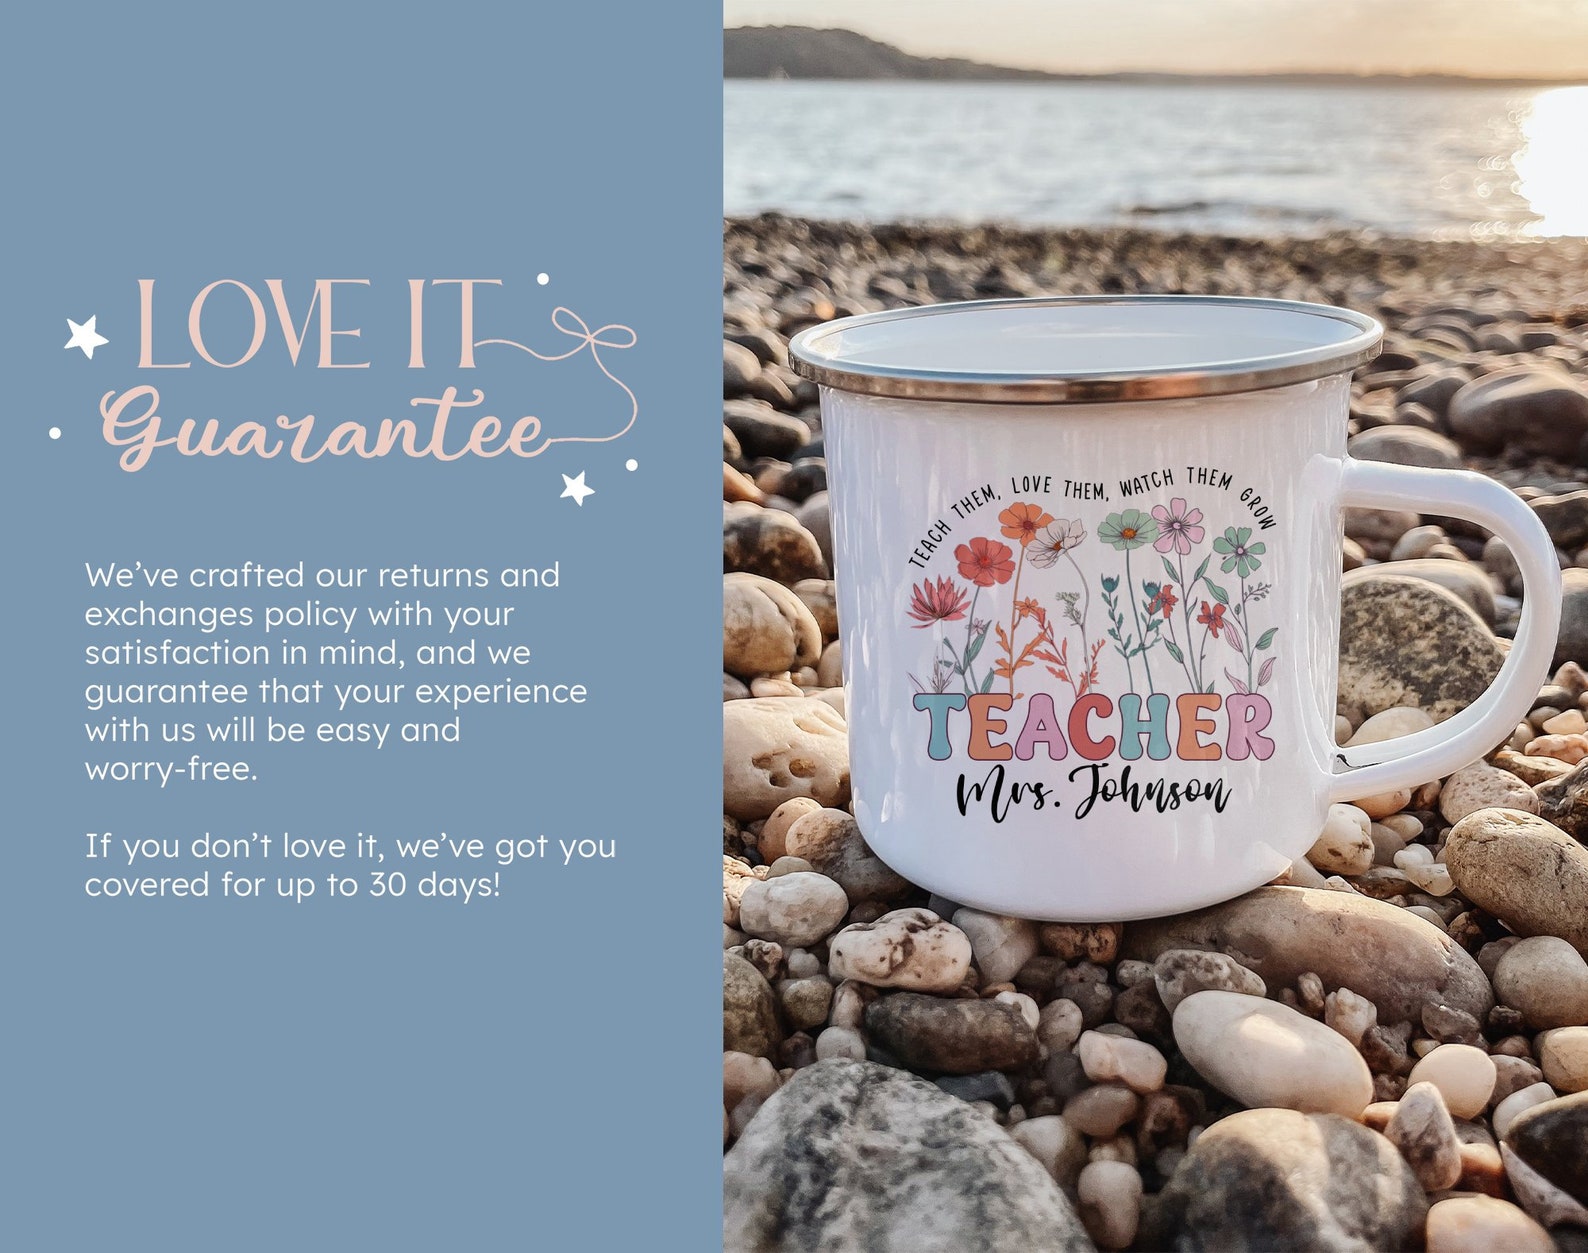 LOVE IT
Guarantee
We've crafted our returns and
exchanges policy with your
satisfaction in mind, and we
guarantee that your experience
with us will be easy and
worry-free.
If you don't love it, we've got you
covered for up to 30 days!
TEACH THEM, LOVE THEM, WATCH THEM GROW
TEACHER
Mrs. Johnson